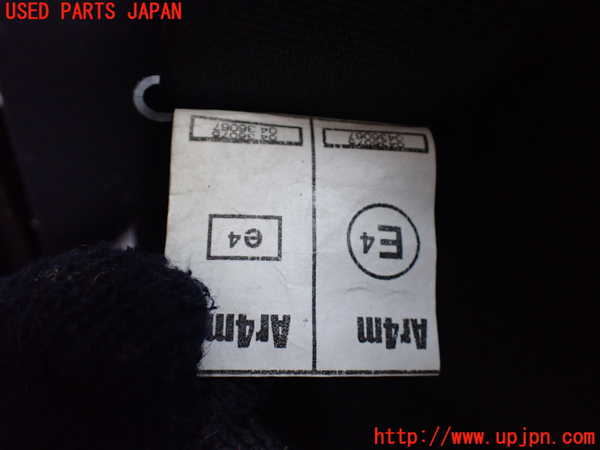 USED PARTS JAPAN
Ar4m
Ar4m
E4
e4
http://www.upjpn.com